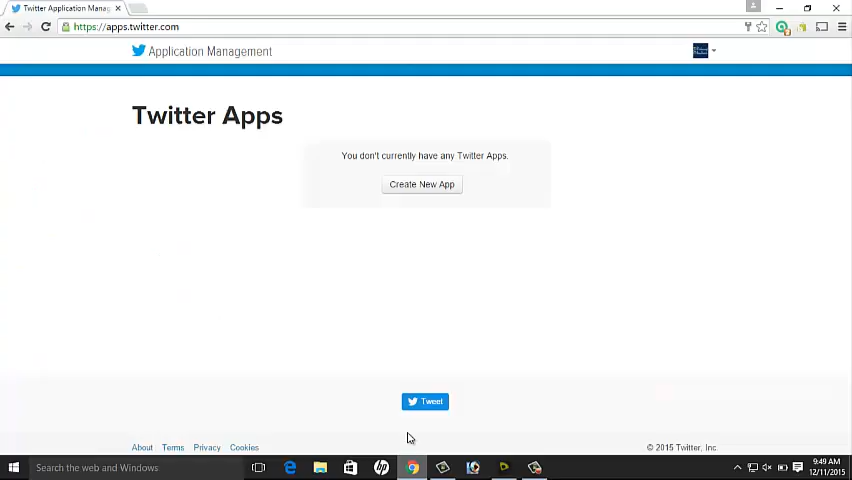 Twitter Application Manag
https://apps.twitter.com
Application Management
Twitter Apps
You don't currently have any Twitter Apps.
Create New App
Tweet
About Terms Privacy Cookies
© 2015 Twitter, Inc
Search the web and Windows
hp
9:49 AM
12/11/2015